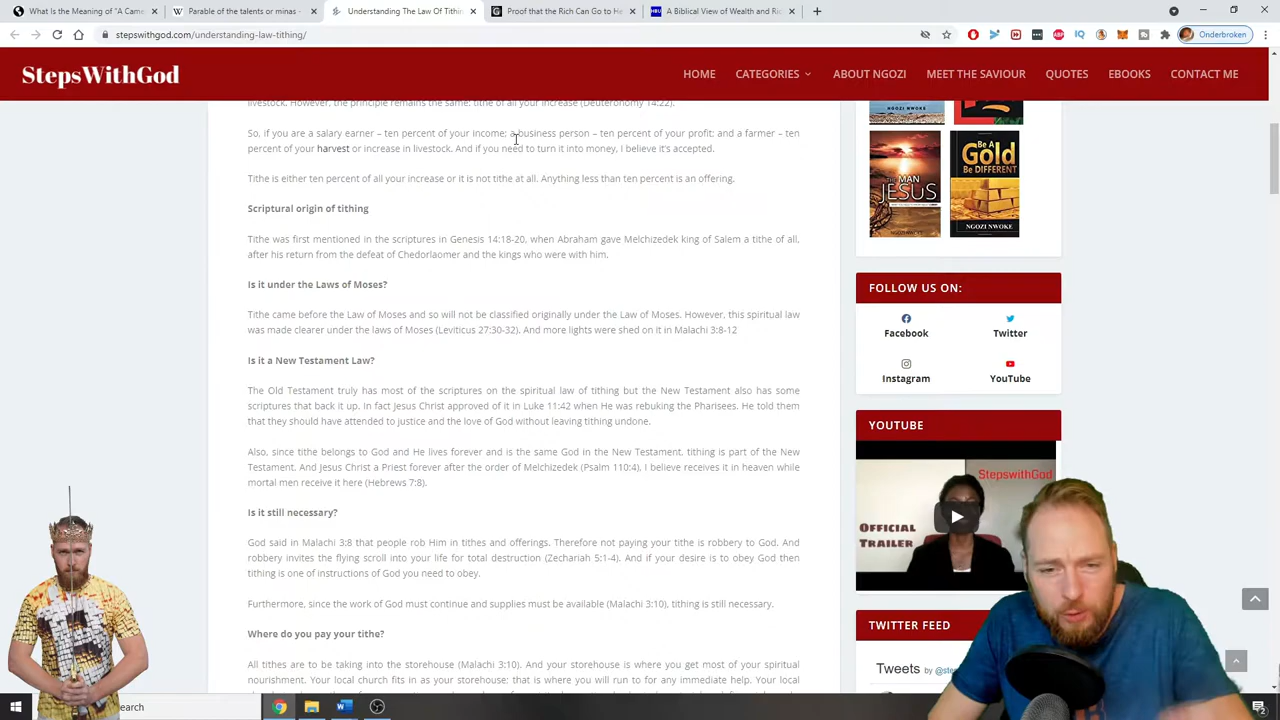 What Is the Meaning of "A Came
Parable of the talents or minas -
Understanding The Law Of Tithin
Proof that the Rich Can Go to He
A Biblical View of Wealth and Ric
stepswithgod.com/understanding-law-tithing/
Onderbroken
StepsWithGod
HOME
CATEGORIES
ABOUT NGOZI
MEET THE SAVIOUR
QUOTES
EBOOKS
CONTACT ME
livestock. However, the principle remains the same: tithe of all your increase (Deuteronomy 14:22).
So if you are a salary earner – ten percent of your income; a business person – ten percent of your profit: and a farmer – ten
percent of your harvest or increase in livestock. And if you need to turn it into money, I believe it's accepted.
Tithe is either ten percent of all your increase or it is not tithe at all. Anything less than ten percent is an offering.
Scriptural origin of tithing
Tithe was first mentioned in the scriptures in Genesis 14:18-20, when Abraham gave Melchizedek king of Salem a tithe of all,
after his return from the defeat of Chedorlaomer and the kings who were with him.
Is it under the Laws of Moses?
Tithe came before the Law of Moses and so will not be classified originally under the Law of Moses. However, this spiritual law
was made clearer under the laws of Moses (Leviticus 27:30-32). And more lights were shed on it in Malachi 3:8-12
Is it a New Testament Law?
The Old Testament truly has most of the scriptures on the spiritual law of tithing but the New Testament also has some
scriptures that back it up. In fact Jesus Christ approved of it in Luke 11:42 when He was rebuking the Pharisees. He told them
that they should have attended to justice and the love of God without leaving tithing undone.
Also, since tithe belongs to God and He lives forever and is the same God in the New Testament, tithing is part of the New
Testament. And Jesus Christ a Priest forever after the order of Melchizedek (Psalm 110:4), I believe receives it in heaven while
mortal men receive it here (Hebrews 7:8).
Is it still necessary?
God said in Malachi 3:8 that people rob Him in tithes and offerings. Therefore not paying your tithe is robbery to God. And
robbery invites the flying scroll into your life for total destruction (Zechariah 5:1-4). And if your desire is to obey God then
tithing is one of instructions of God you need to obey.
Furthermore, since the work of God must continue and supplies must be available (Malachi 3:10), tithing is still necessary.
Where do you pay your tithe?
All tithes are to be taking into the storehouse (Malachi 3:10). And your storehouse is where you get most of your spiritual
nourishment. Your local church fits in as your storehouse: that is where you will run to for any immediate help. Your local
NGOZI NWOKE
THE MAN
JESUS
NGOZI NWOKE
Be A
Gold
Be DIFFERENT
NGOZI NWOKE
FOLLOW US ON:
Facebook
Twitter
Instagram
YouTube
YOUTUBE
StepswithGod
OFFICIAL
TRAILER
TWITTER FEED
Tweets by @ste
earch